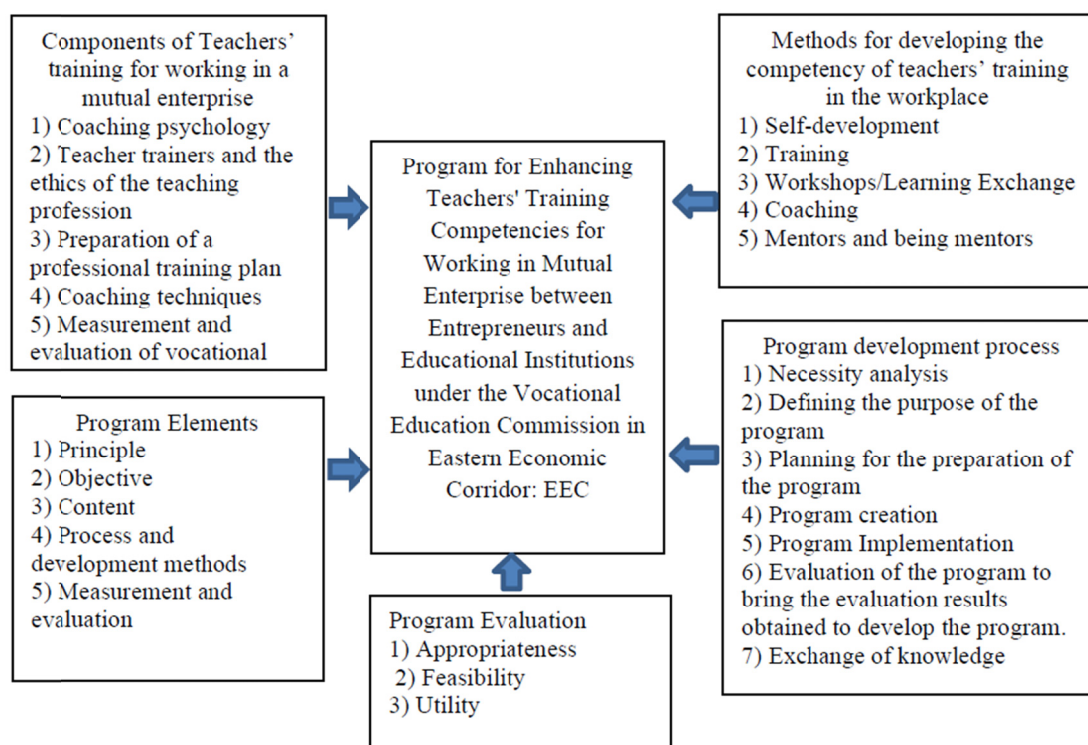 Components of Teachers'
training for working in a
mutual enterprise
1) Coaching psychology
2) Teacher trainers and the
ethics of the teaching
profession
3) Preparation of a
professional training plan
4) Coaching techniques
5) Measurement and
evaluation of vocational
Program Elements
1) Principle
2) Objective
3) Content
4) Process and
development methods
5) Measurement and
evaluation
Program for Enhancing
Teachers' Training
Competencies for
Working in Mutual
Enterprise between
Entrepreneurs and
Educational Institutions
under the Vocational
Education Commission in
Eastern Economic
Corridor: EEC
Program Evaluation
1) Appropriateness
2) Feasibility
3) Utility
Methods for developing the
competency of teachers' training
in the workplace
1) Self-development
2) Training
3) Workshops/Learning Exchange
4) Coaching
5) Mentors and being mentors
Program development process
1) Necessity analysis
2) Defining the purpose of the
program
3) Planning for the preparation of
the program
4) Program creation
5) Program Implementation
6) Evaluation of the program to
bring the evaluation results
obtained to develop the program.
7) Exchange of knowledge